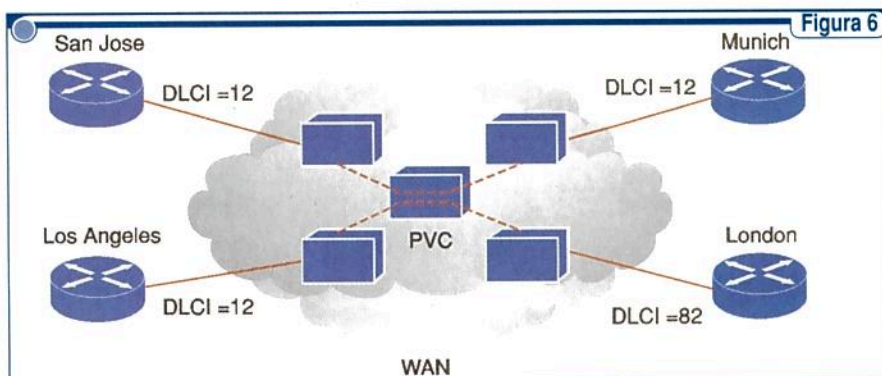 Figura 6
San Jose
Munich
DLCI =12
DLCI =12
Los Angeles
PVC
London
DLCI =12
DLCI =82
WAN